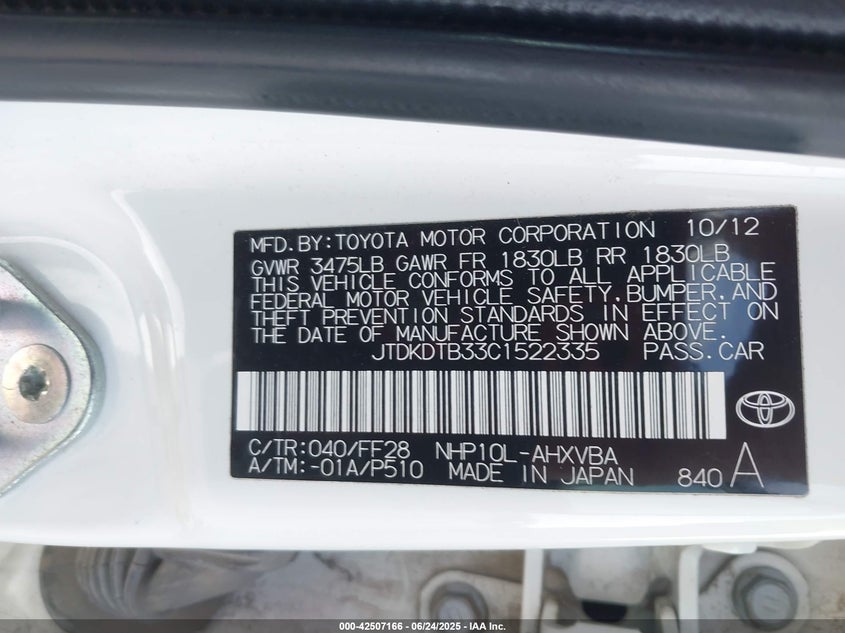 MFD.BY:TOYOTA MOTOR CORPORATION 10/12
GVWR 3475LB GAWR FR 1830LB RR 1830LB
THIS VEHICLE CONFORMS TO ALL APPLICABLE
FEDERAL MOTOR VEHICLE SAFETY,BUMPER,AND
THEFT PREVENTION STANDARDS IN EFFECT ON
THE DATE OF MANUFACTURE SHOWN ABOVE.
JTDKDTB33C1522335 PASS.CAR
C/TR:040/FF28 NHP10L-AHXVBA
A/TM:-01A/P510 MADE IN JAPAN 840 A
000-42507166 - 06/24/2025 - IAA Inc.